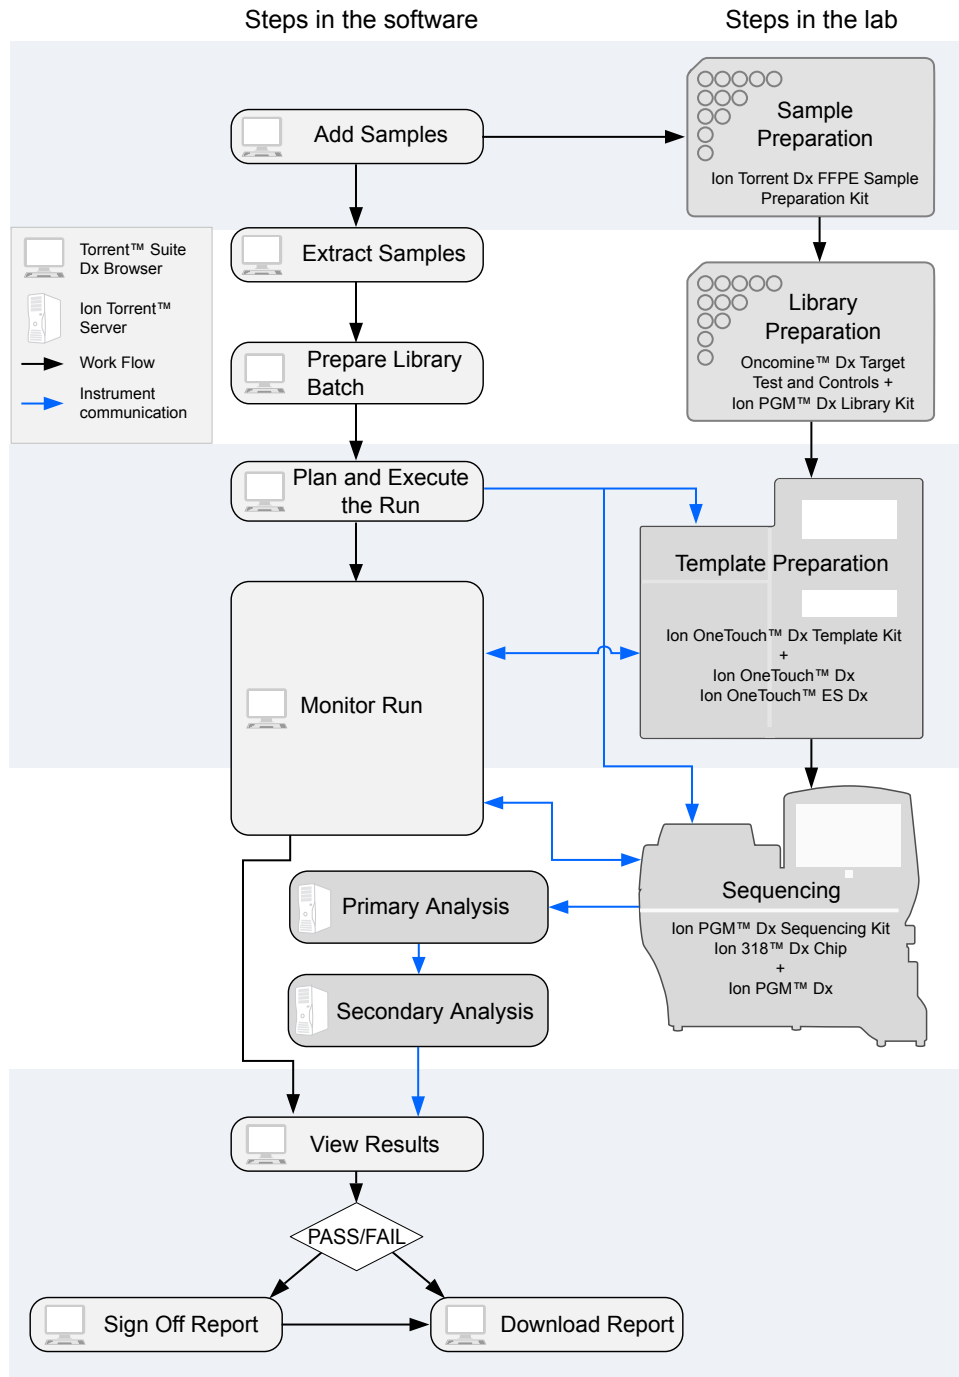 Steps in the software
Steps in the lab
Add Samples
Sample
Preparation
Ion Torrent Dx FFPE Sample
Preparation Kit
Torrent™ Suite
Dx Browser
Ion Torrent™
Server
Work Flow
Instrument
communication
Extract Samples
Library
Preparation
Oncomine™ Dx Target
Test and Controls +
Ion PGM™ Dx Library Kit
Prepare Library
Batch
Plan and Execute
the Run
Template Preparation
Ion OneTouch™ Dx Template Kit
+
Ion OneTouch™ Dx
Ion OneTouch™ ES Dx
Monitor Run
Sequencing
Ion PGM™ Dx Sequencing Kit
Ion 318™ Dx Chip
+
Ion PGM™ Dx
Primary Analysis
Secondary Analysis
View Results
PASS/FAIL
Sign Off Report
Download Report